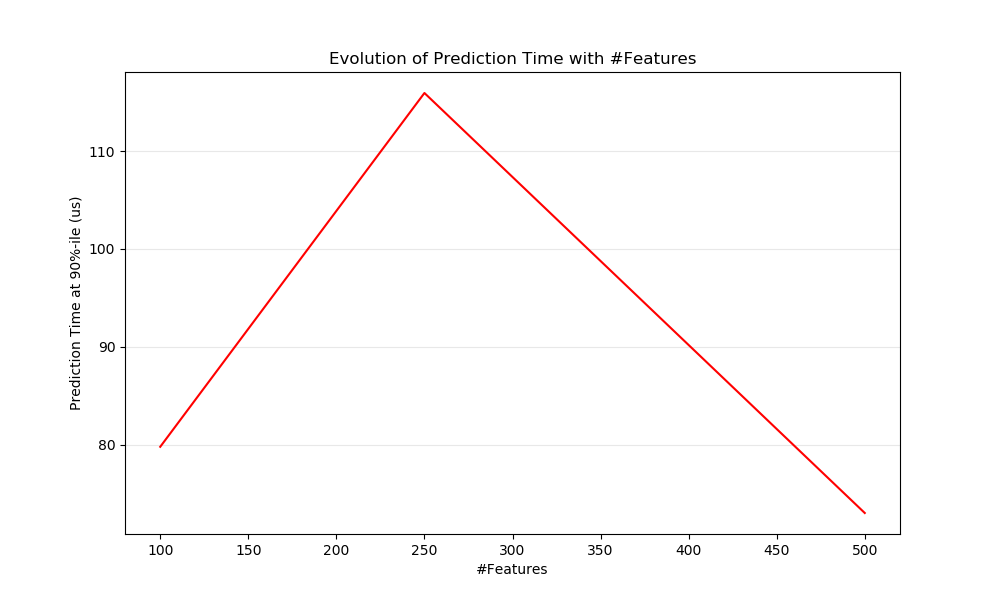 Evolution of Prediction Time with #Features
Prediction Time at 90%-ile (us)
110
100
90
80
100 150 200 250 300 350 400 450 500
#Features